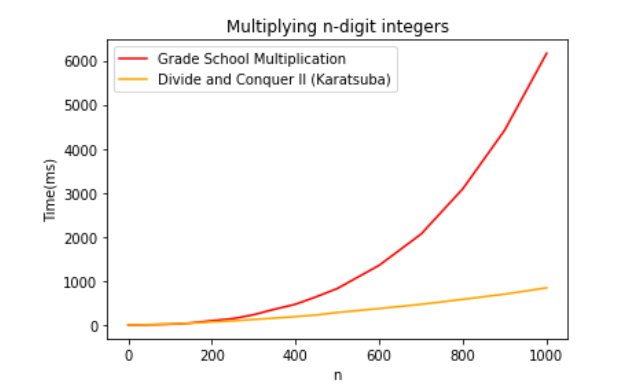 Multiplying n-digit integers
Grade School Multiplication
Divide and Conquer II (Karatsuba)
6000
5000
4000
3000
2000
1000
0
Time(ms)
0 200 400 600 800 1000
n